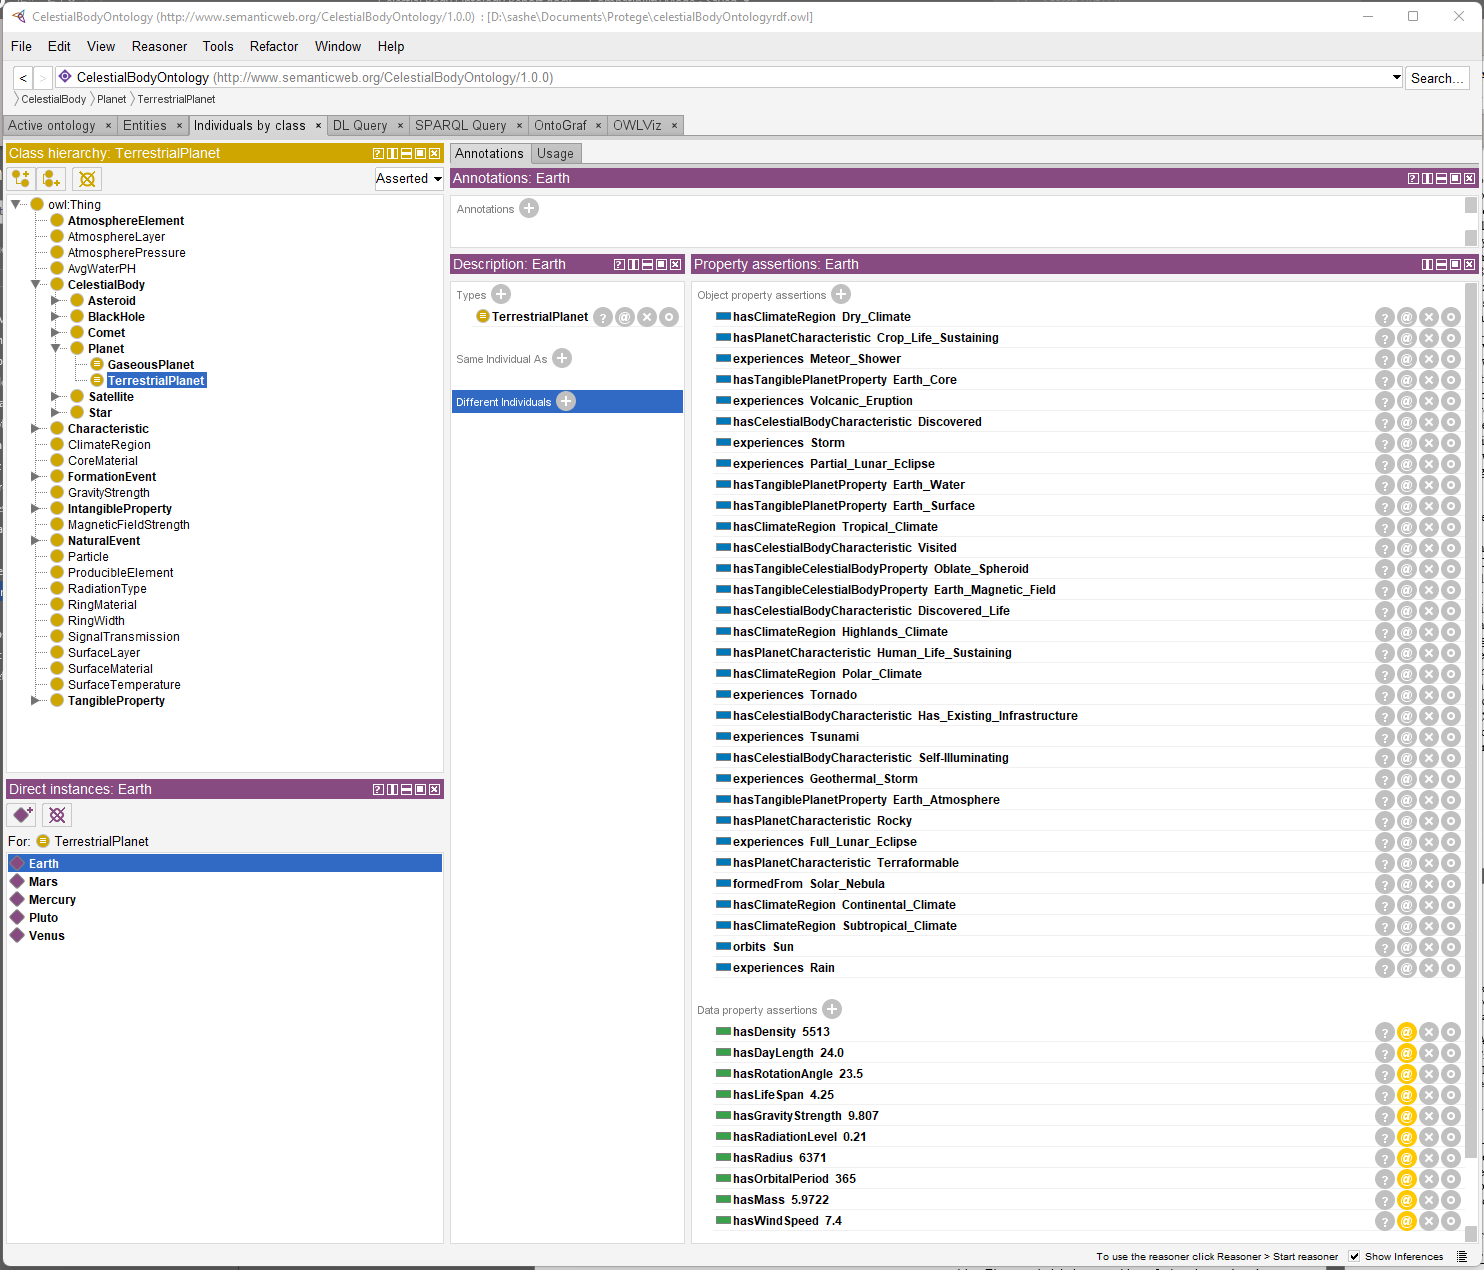 CelestialBodyOntology (http://www.semanticweb.org/CelestialBodyOntology/1.0.0) : [D:\sashe\Documents\Protege\celestialBodyOntologyrdf.owl]
File Edit View Reasoner Tools Refactor Window Help
< > CelestialBodyOntology (http://www.semanticweb.org/CelestialBodyOntology/1.0.0) Search...
CelestialBody Planet TerrestrialPlanet
Active ontology × Entities × Individuals by class × DL Query × SPARQL Query × OntoGraf × OWLViz ×
Class hierarchy: TerrestrialPlanet
Asserted
owl:Thing
AtmosphereElement
AtmosphereLayer
AtmospherePressure
AvgWaterPH
CelestialBody
Asteroid
BlackHole
Comet
Planet
GaseousPlanet
TerrestrialPlanet
Satellite
Star
Characteristic
ClimateRegion
CoreMaterial
FormationEvent
GravityStrength
IntangibleProperty
MagneticFieldStrength
NaturalEvent
Particle
ProducibleElement
RadiationType
RingMaterial
RingWidth
SignalTransmission
SurfaceLayer
SurfaceMaterial
SurfaceTemperature
TangibleProperty
Direct instances: Earth
For: TerrestrialPlanet
Earth
Mars
Mercury
Pluto
Venus
Annotations Usage
Annotations: Earth
Annotations
Description: Earth
Types
TerrestrialPlanet
Same Individual As
Different Individuals
Property assertions: Earth
Object property assertions
hasClimateRegion Dry_Climate
hasPlanetCharacteristic Crop_Life_Sustaining
experiences Meteor_Shower
hasTangiblePlanetProperty Earth_Core
experiences Volcanic_Eruption
hasCelestialBodyCharacteristic Discovered
experiences Storm
experiences Partial_Lunar_Eclipse
hasTangiblePlanetProperty Earth_Water
hasTangiblePlanetProperty Earth_Surface
hasClimateRegion Tropical_Climate
hasCelestialBodyCharacteristic Visited
hasTangibleCelestialBodyProperty Oblate_Spheroid
hasTangibleCelestialBodyProperty Earth_Magnetic_Field
hasCelestialBodyCharacteristic Discovered_Life
hasClimateRegion Highlands_Climate
hasPlanetCharacteristic Human_Life_Sustaining
hasClimateRegion Polar_Climate
experiences Tornado
hasCelestialBodyCharacteristic Has_Existing_Infrastructure
experiences Tsunami
hasCelestialBodyCharacteristic Self-Illuminating
experiences Geothermal_Storm
hasTangiblePlanetProperty Earth_Atmosphere
hasPlanetCharacteristic Rocky
experiences Full_Lunar_Eclipse
hasPlanetCharacteristic Terraformable
formedFrom Solar_Nebula
hasClimateRegion Continental_Climate
hasClimateRegion Subtropical_Climate
orbits Sun
experiences Rain
Data property assertions
hasDensity 5513
hasDayLength 24.0
hasRotationAngle 23.5
hasLifeSpan 4.25
hasGravityStrength 9.807
hasRadiationLevel 0.21
hasRadius 6371
hasOrbitalPeriod 365
hasMass 5.9722
hasWindSpeed 7.4
To use the reasoner click Reasoner > Start reasoner Show Inferences